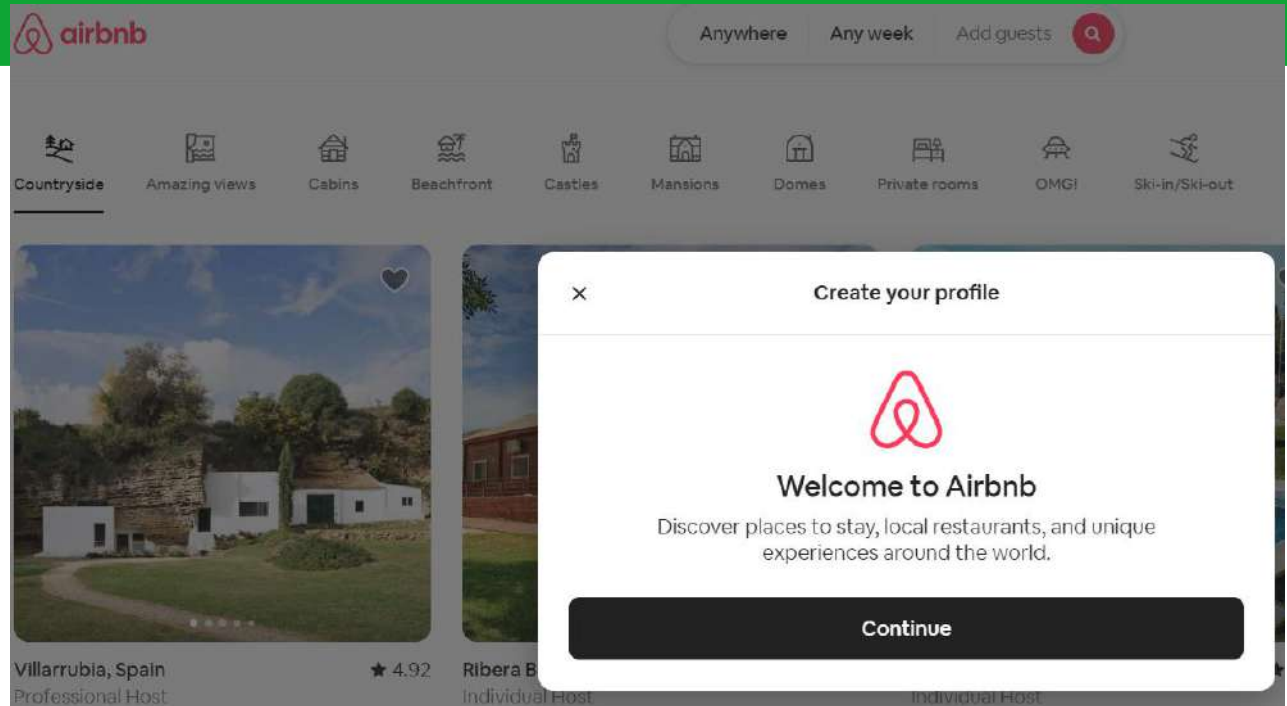 airbnb
Anywhere Any week Add guests
Countryside Amazing views Cabins Beachfront Castles Mansions Domes Private rooms OMG! Ski-in/Ski-out
Create your profile
Welcome to Airbnb
Discover places to stay, local restaurants, and unique
experiences around the world.
Continue
Villarrubia, Spain 4.92 Ribera
Professional Host Individual Host Individual Host